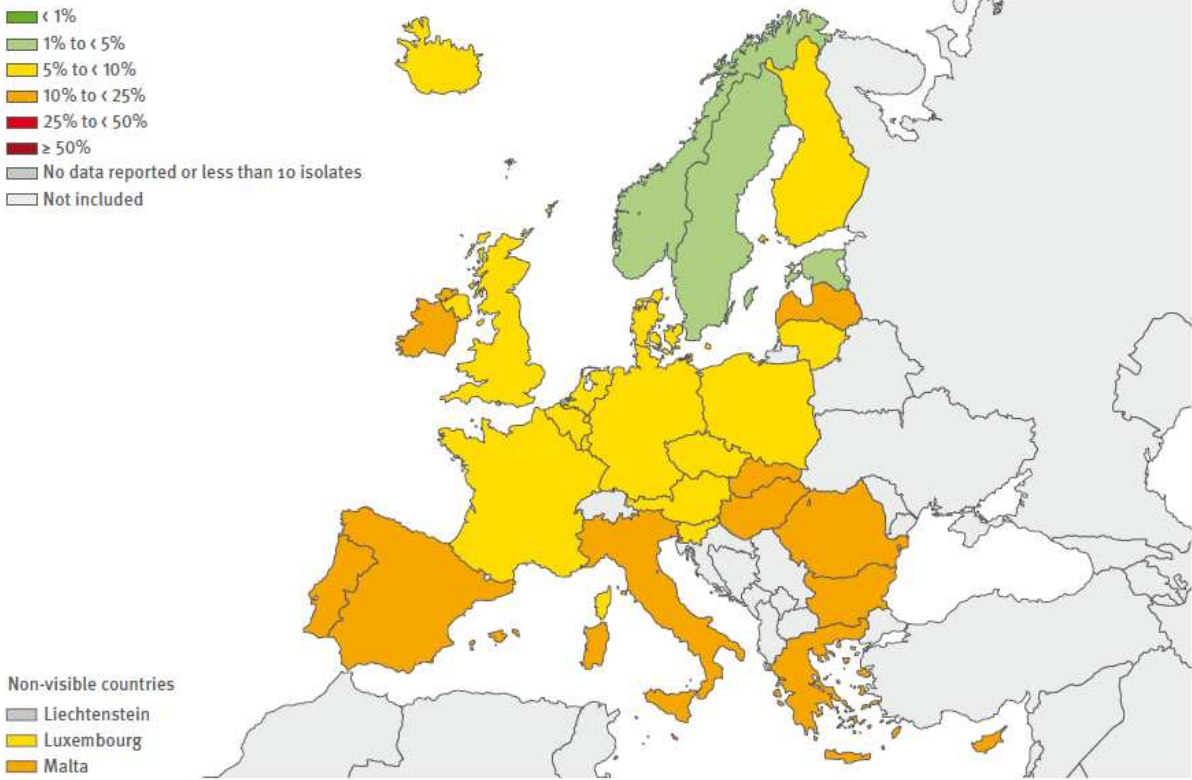 < 1%
1% to < 5%
5% to < 10%
10% to < 25%
25% to < 50%
≥ 50%
No data reported or less than 10 isolates
Not included
Non-visible countries
Liechtenstein
Luxembourg
Malta